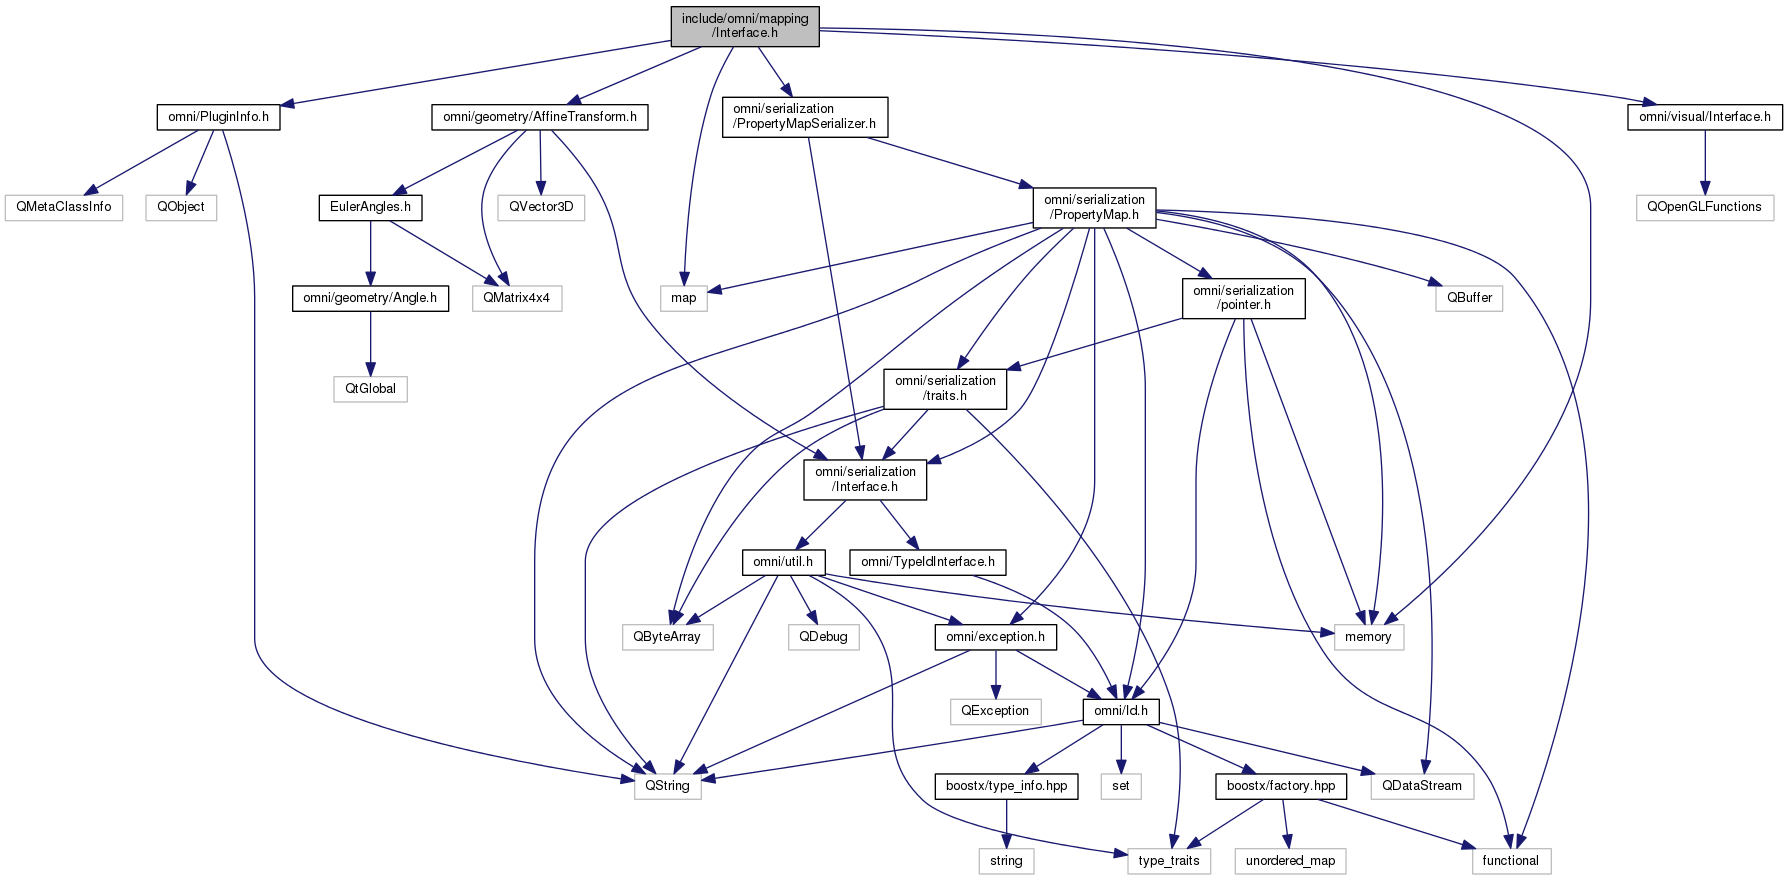 include/omni/mapping
/Interface.h
omni/PluginInfo.h
omni/geometry/AffineTransform.h
omni/serialization
/PropertyMapSerializer.h
omni/visual/Interface.h
QMetaClassInfo
QObject
EulerAngles.h
QVector3D
omni/serialization
/PropertyMap.h
QOpenGLFunctions
omni/geometry/Angle.h
QMatrix4x4
map
omni/serialization
/pointer.h
QBuffer
QtGlobal
omni/serialization
/traits.h
omni/serialization
/Interface.h
omni/util.h
omni/TypeIdInterface.h
QByteArray
QDebug
omni/exception.h
memory
QException
omni/Id.h
QString
boostx/type_info.hpp
set
boostx/factory.hpp
QDataStream
string
type_traits
unordered_map
functional